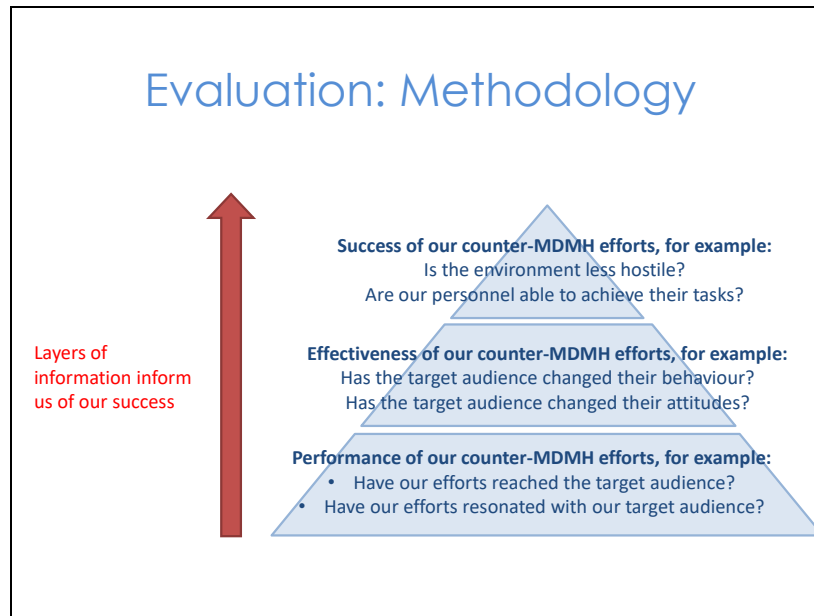 Evaluation: Methodology
Success of our counter-MDMH efforts, for example:
Is the environment less hostile?
Are our personnel able to achieve their tasks?
Layers of
information inform
us of our success
Effectiveness of our counter-MDMH efforts, for example:
Has the target audience changed their behaviour?
Has the target audience changed their attitudes?
Performance of our counter-MDMH efforts, for example:
• Have our efforts reached the target audience?
• Have our efforts resonated with our target audience?